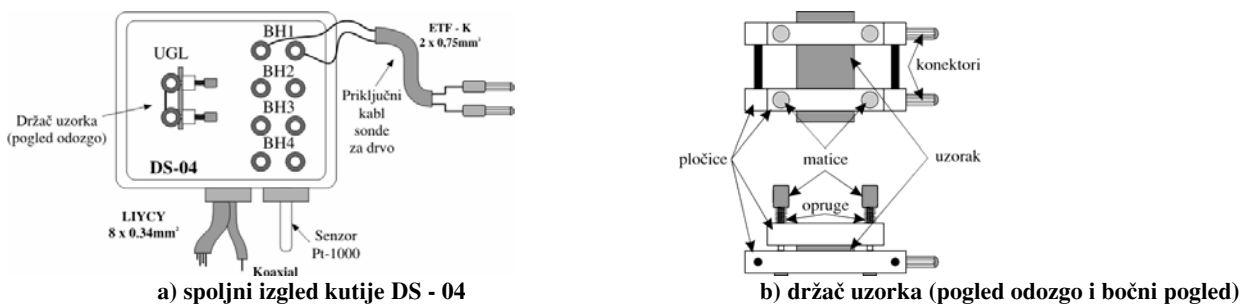 ETF - K
2 x 0,75mm²
BH1
UGL
BH2
BH3
BH4
Držač uzorka
(pogled odozgo)
DS-04
Priključni
kabl
sonde
za drvo
LIYCY
8 x 0.34mm²
Senzor
Pt-1000
Koaxial
a) spoljni izgled kutije DS - 04
konektori
pločice
matice
uzorak
opruge
b) držač uzorka (pogled odozgo i bočni pogled)